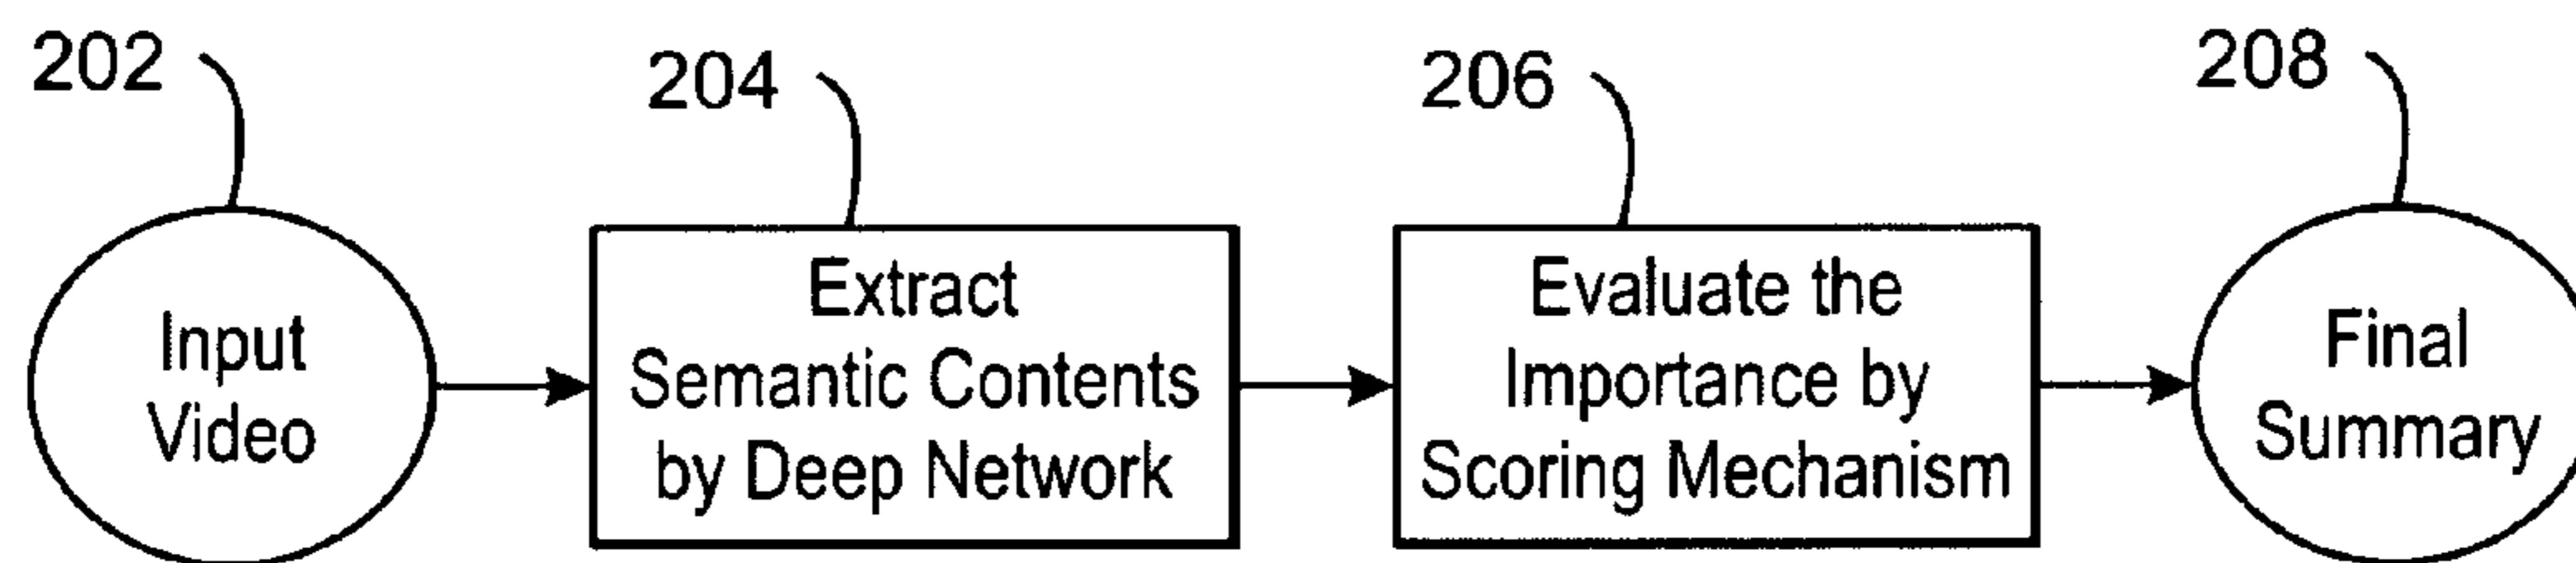 202
204
206
208
Input
Video
Extract
Semantic Contents
by Deep Network
Evaluate the
Importance by
Scoring Mechanism
Final
Summary